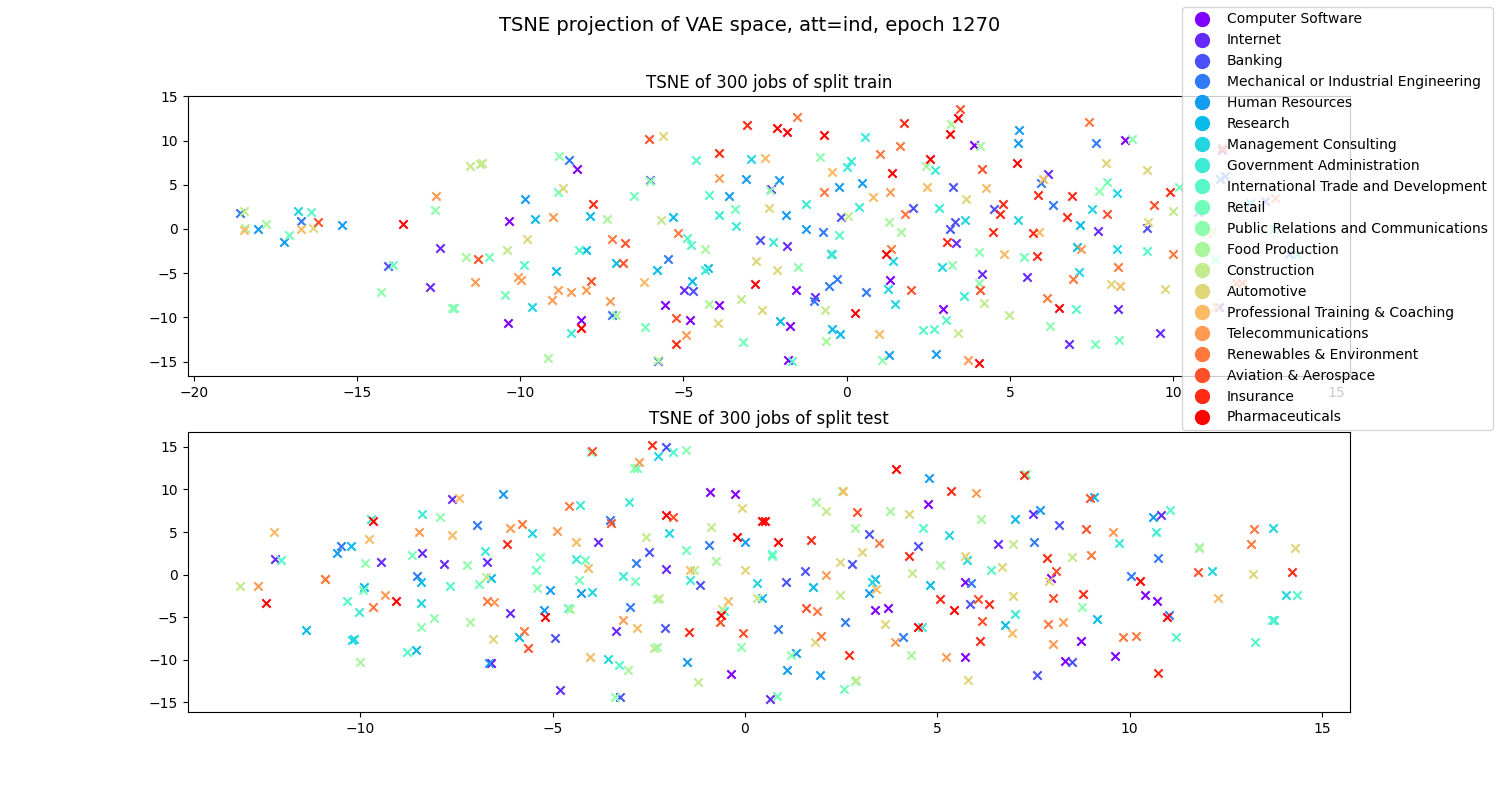 TSNE projection of VAE space, att=ind, epoch 1270
TSNE of 300 jobs of split train
15
10
5
0
−5
−10
−15
−20
−15
−10
−5
0
5
10
15
Computer Software
Internet
Banking
Mechanical or Industrial Engineering
Human Resources
Research
Management Consulting
Government Administration
International Trade and Development
Retail
Public Relations and Communications
Food Production
Construction
Automotive
Professional Training & Coaching
Telecommunications
Renewables & Environment
Aviation & Aerospace
Insurance
Pharmaceuticals
TSNE of 300 jobs of split test
15
10
5
0
−5
−10
−15
−10
−5
0
5
10
15